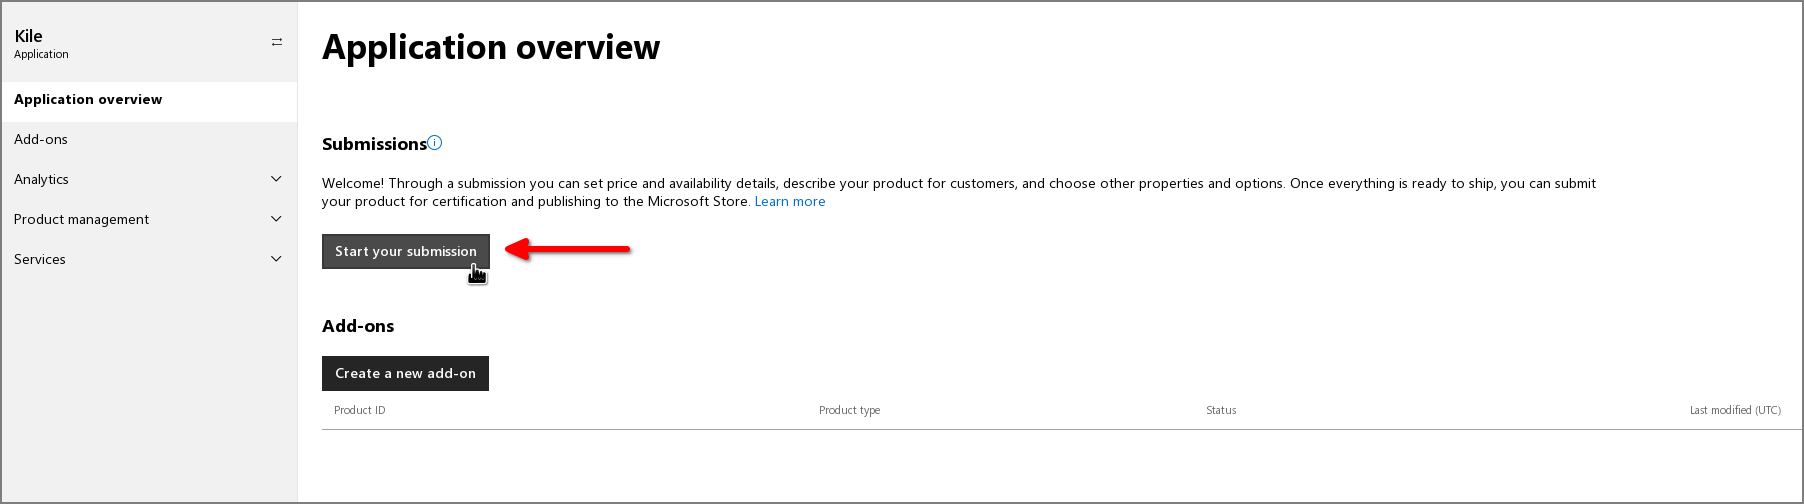 Kile
Application
Application overview
Add-ons
Analytics
Product management
Services
Application overview
Submissions
Welcome! Through a submission you can set price and availability details, describe your product for customers, and choose other properties and options. Once everything is ready to ship, you can submit
your product for certification and publishing to the Microsoft Store. Learn more
Start your submission
Add-ons
Create a new add-on
Product ID Product type Status Last modified (UTC)